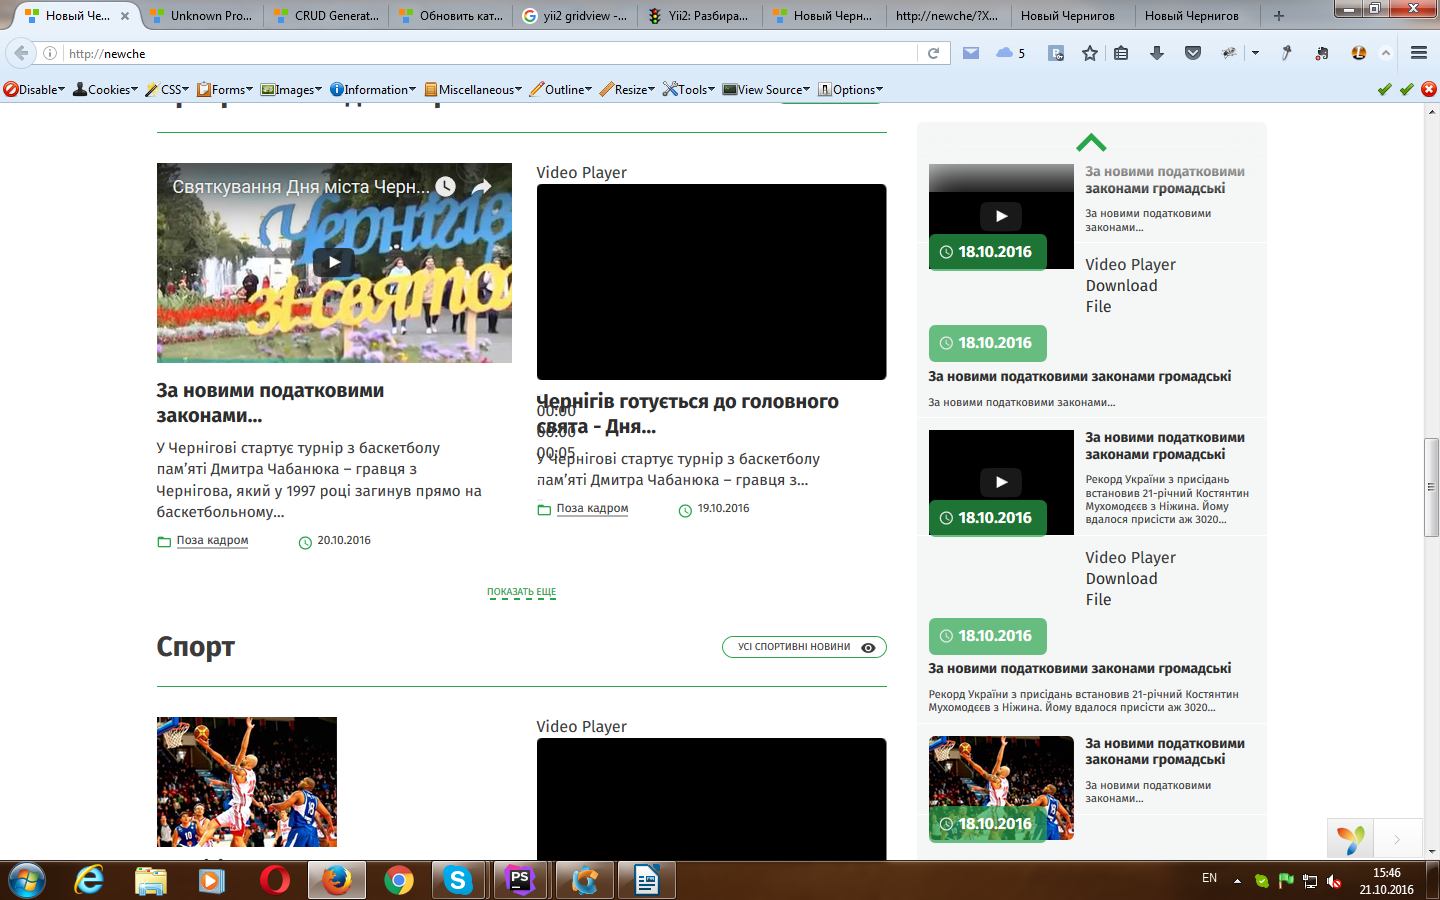 Новый Че...
Unknown Pro...
CRUD Generat...
Обновить кат...
yii2 gridview -...
Yii2: Разбира...
Новый Черн...
http://newche/?X...
Новый Чернигов
Новый Чернигов
http://newche
5
Disable
Cookies
CSS
Forms
Images
Information
Miscellaneous
Outline
Resize
Tools
View Source
Options
Святкування Дня міста Черн...
Чернігів
зі святом
За новими податковими
законами...
У Чернігові стартує турнір з баскетболу
пам’яті Дмитра Чабанюка – гравця з
Чернігова, який у 1997 році загинув прямо на
баскетбольному...
Поза кадром
20.10.2016
Video Player
Чернігів готується до головного
свята - Дня...
00:00
00:00
00:05
У Чернігові стартує турнір з баскетболу
пам’яті Дмитра Чабанюка – гравця з...
Поза кадром
19.10.2016
ПОКАЗАТЬ ЕЩЕ
Спорт
УСІ СПОРТИВНІ НОВИНИ
Video Player
За новими податковими
законами громадські
За новими податковими
законами...
18.10.2016
Video Player
Download
File
18.10.2016
За новими податковими законами громадські
За новими податковими законами...
За новими податковими
законами громадські
Рекорд України з присідань
встановив 21-річний Костянтин
Мухомодєєв з Ніжина. Йому
вдалося присісти аж 3020...
18.10.2016
Video Player
Download
File
18.10.2016
За новими податковими законами громадські
Рекорд України з присідань встановив 21-річний Костянтин
Мухомодєєв з Ніжина. Йому вдалося присісти аж 3020...
За новими податковими
законами громадські
За новими податковими
законами...
18.10.2016
PS
EN
15:46
21.10.2016